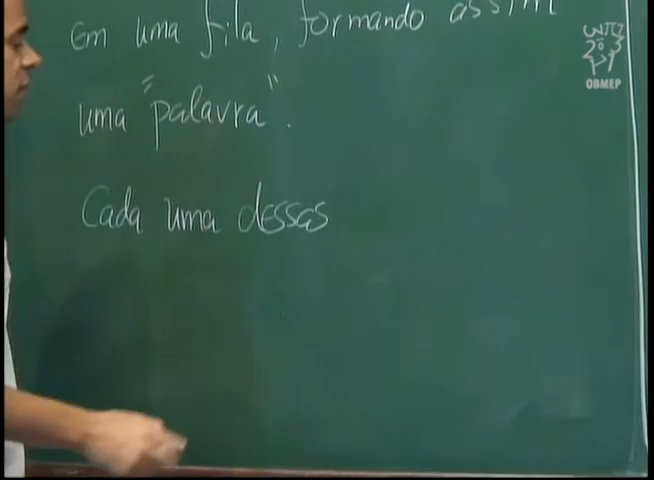 em uma fila, formando assim
uma "palavra".
Cada uma dessas
OBMEP